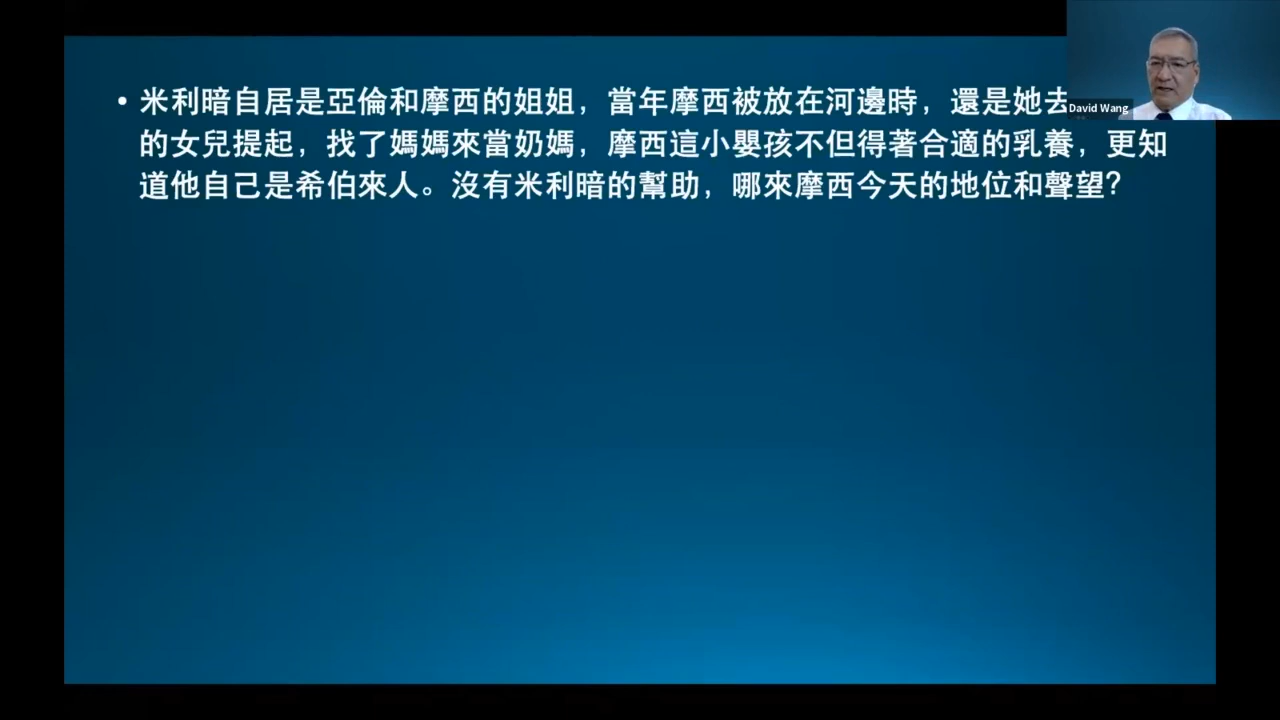 • 米利暗自居是亞倫和摩西的姐姐，當年摩西被放在河邊時，還是她去
的女兒提起，找了媽媽來當奶媽，摩西這小嬰孩不但得著合適的乳養，更知
道他自己是希伯來人。沒有米利暗的幫助，哪來摩西今天的地位和聲望？
David Wang